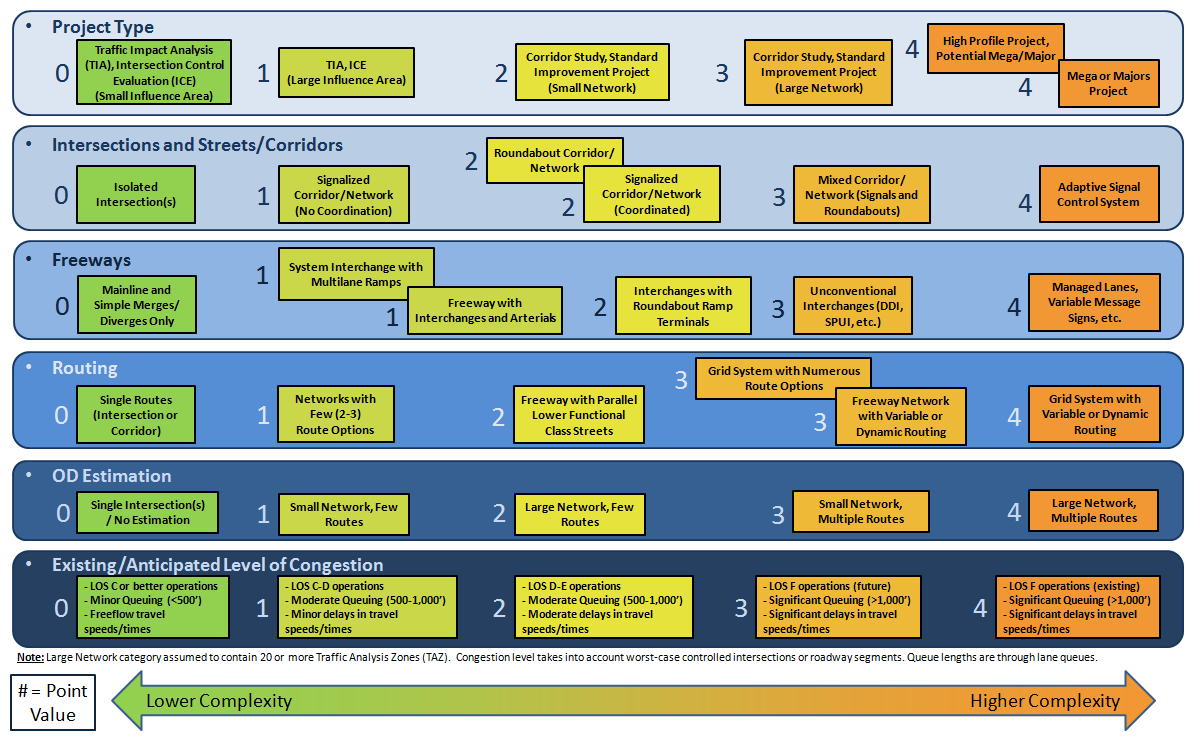 • Project Type
0
Traffic Impact Analysis
(TIA), Intersection Control
Evaluation (ICE)
(Small Influence Area)
1
TIA, ICE
(Large Influence Area)
2
Corridor Study, Standard
Improvement Project
(Small Network)
3
Corridor Study, Standard
Improvement Project
(Large Network)
4
High Profile Project,
Potential Mega/Major
4
Mega or Majors
Project
• Intersections and Streets/Corridors
0
Isolated
Intersection(s)
1
Signalized
Corridor/Network
(No Coordination)
2
Roundabout Corridor/
Network
2
Signalized
Corridor/Network
(Coordinated)
3
Mixed Corridor/
Network (Signals and
Roundabouts)
4
Adaptive Signal
Control System
• Freeways
0
Mainline and
Simple Merges/
Diverges Only
1
System Interchange with
Multilane Ramps
1
Freeway with
Interchanges and Arterials
2
Interchanges with
Roundabout Ramp
Terminals
3
Unconventional
Interchanges (DDI,
SPUI, etc.)
4
Managed Lanes,
Variable Message
Signs, etc.
• Routing
0
Single Routes
(Intersection or
Corridor)
1
Networks with
Few (2-3)
Route Options
2
Freeway with Parallel
Lower Functional
Class Streets
3
Grid System with Numerous
Route Options
3
Freeway Network
with Variable or
Dynamic Routing
4
Grid System with
Variable or Dynamic
Routing
• OD Estimation
0
Single Intersection(s)
/ No Estimation
1
Small Network, Few
Routes
2
Large Network, Few
Routes
3
Small Network,
Multiple Routes
4
Large Network,
Multiple Routes
• Existing/Anticipated Level of Congestion
0
- LOS C or better operations
- Minor Queuing (<500')
- Freeflow travel
speeds/times
1
- LOS C-D operations
- Moderate Queuing (500-1,000')
- Minor delays in travel
speeds/times
2
- LOS D-E operations
- Moderate Queuing (500-1,000')
- Moderate delays in travel
speeds/times
3
- LOS F operations (future)
- Significant Queuing (>1,000')
- Significant delays in travel
speeds/times
4
- LOS F operations (existing)
- Significant Queuing (>1,000')
- Significant delays in travel
speeds/times
Note: Large Network category assumed to contain 20 or more Traffic Analysis Zones (TAZ). Congestion level takes into account worst-case controlled intersections or roadway segments. Queue lengths are through lane queues.
# = Point
Value
Lower Complexity
Higher Complexity